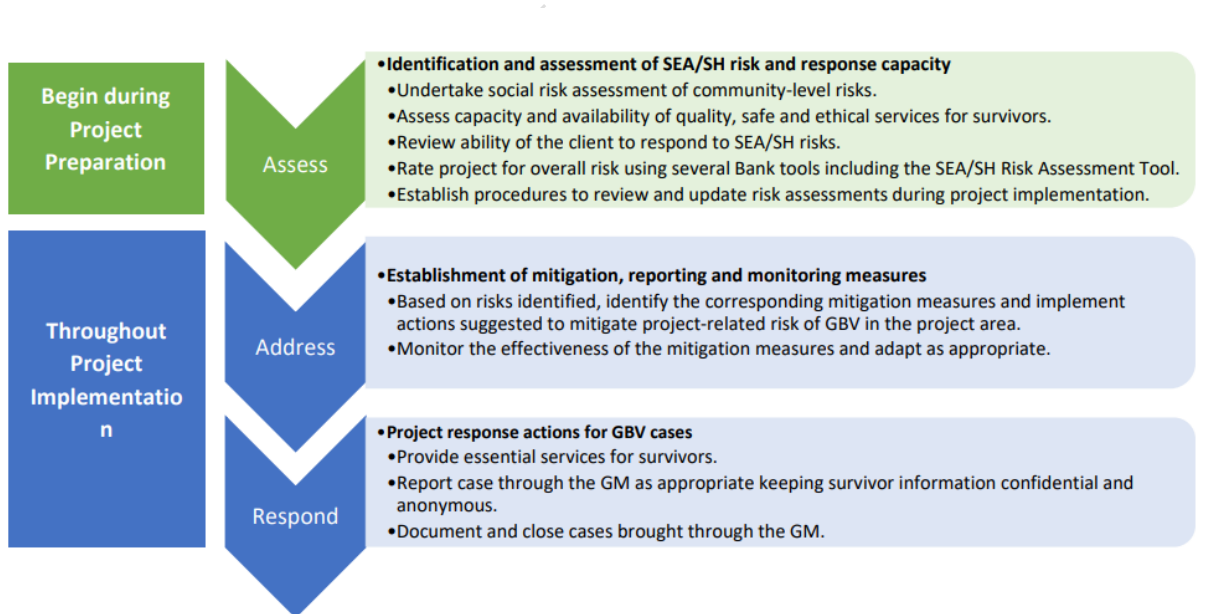 Begin during
Project
Preparation
Assess
•Identification and assessment of SEA/SH risk and response capacity
•Undertake social risk assessment of community-level risks.
•Assess capacity and availability of quality, safe and ethical services for survivors.
•Review ability of the client to respond to SEA/SH risks.
•Rate project for overall risk using several Bank tools including the SEA/SH Risk Assessment Tool.
•Establish procedures to review and update risk assessments during project implementation.
Throughout
Project
Implementatio
n
Address
•Establishment of mitigation, reporting and monitoring measures
•Based on risks identified, identify the corresponding mitigation measures and implement
actions suggested to mitigate project-related risk of GBV in the project area.
•Monitor the effectiveness of the mitigation measures and adapt as appropriate.
Respond
•Project response actions for GBV cases
•Provide essential services for survivors.
•Report case through the GM as appropriate keeping survivor information confidential and
anonymous.
•Document and close cases brought through the GM.